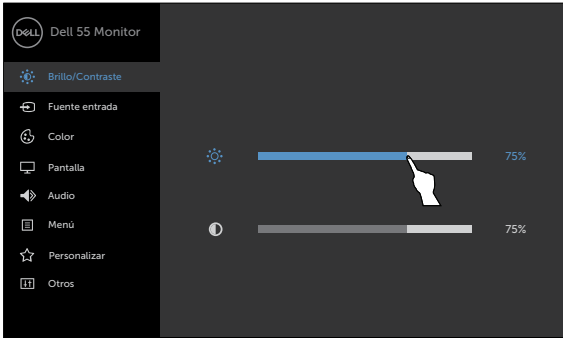 DELL Dell 55 Monitor
Brillo/Contraste
Fuente entrada
Color
Pantalla
Audio
Menú
Personalizar
Otros
75%
75%